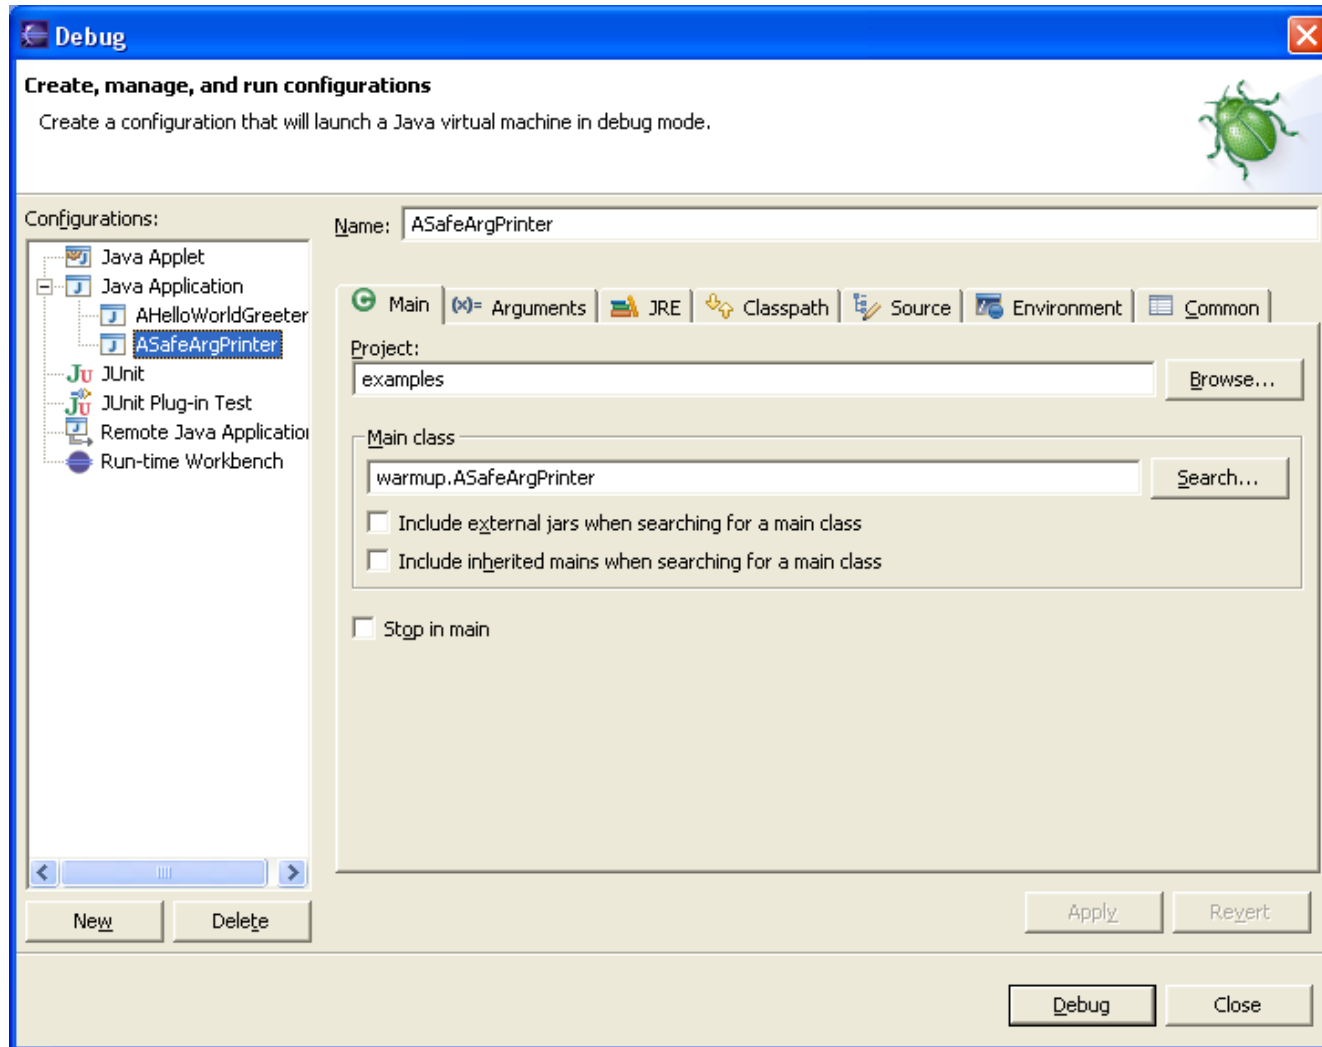 Debug
Create, manage, and run configurations
Create a configuration that will launch a Java virtual machine in debug mode.
Configurations:
Name: ASafeArgPrinter
Java Applet
Java Application
AHelloWorldGreeter
ASafeArgPrinter
JUnit
JUnit Plug-in Test
Remote Java Application
Run-time Workbench
Main (x)= Arguments JRE Classpath Source Environment Common
Project:
examples Browse...
Main class
warmup.ASafeArgPrinter Search...
Include external jars when searching for a main class
Include inherited mains when searching for a main class
Stop in main
New Delete
Apply Revert
Debug Close